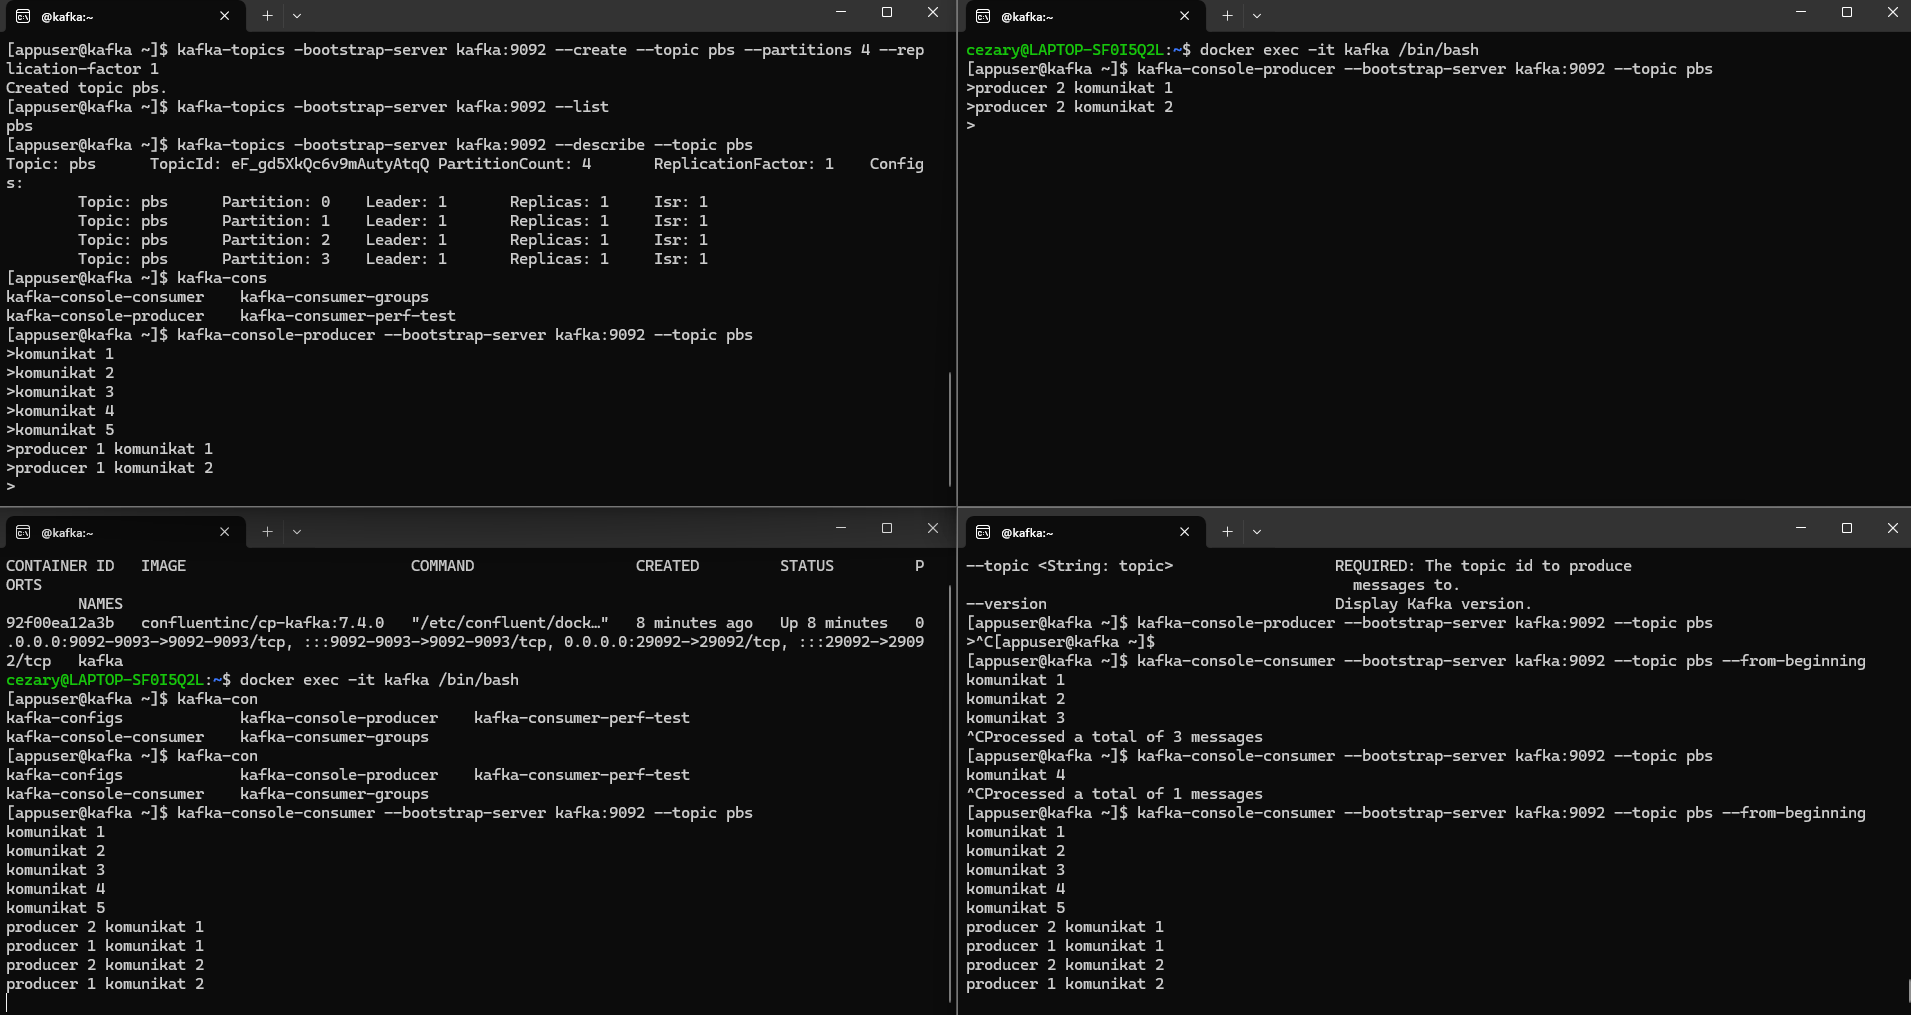 @kafka:~
[appuser@kafka ~]$ kafka-topics -bootstrap-server kafka:9092 --create --topic pbs --partitions 4 --rep
lication-factor 1
Created topic pbs.
[appuser@kafka ~]$ kafka-topics -bootstrap-server kafka:9092 --list
pbs
[appuser@kafka ~]$ kafka-topics -bootstrap-server kafka:9092 --describe --topic pbs
Topic: pbs      TopicId: eF_gd5XkQc6v9mAutyAtqQ PartitionCount: 4       ReplicationFactor: 1    Config
s:
        Topic: pbs      Partition: 0    Leader: 1       Replicas: 1     Isr: 1
        Topic: pbs      Partition: 1    Leader: 1       Replicas: 1     Isr: 1
        Topic: pbs      Partition: 2    Leader: 1       Replicas: 1     Isr: 1
        Topic: pbs      Partition: 3    Leader: 1       Replicas: 1     Isr: 1
[appuser@kafka ~]$ kafka-cons
kafka-console-consumer    kafka-consumer-groups
kafka-console-producer    kafka-consumer-perf-test
[appuser@kafka ~]$ kafka-console-producer --bootstrap-server kafka:9092 --topic pbs
>komunikat 1
>komunikat 2
>komunikat 3
>komunikat 4
>komunikat 5
>producer 1 komunikat 1
>producer 1 komunikat 2
>
@kafka:~
cezary@LAPTOP-SF0I5Q2L:~$ docker exec -it kafka /bin/bash
[appuser@kafka ~]$ kafka-console-producer --bootstrap-server kafka:9092 --topic pbs
>producer 2 komunikat 1
>producer 2 komunikat 2
>
@kafka:~
CONTAINER ID   IMAGE                         COMMAND                  CREATED         STATUS         P
ORTS
        NAMES
92f00ea12a3b   confluentinc/cp-kafka:7.4.0   "/etc/confluent/dock…"   8 minutes ago   Up 8 minutes   0
.0.0.0:9092-9093->9092-9093/tcp, :::9092-9093->9092-9093/tcp, 0.0.0.0:29092->29092/tcp, :::29092->2909
2/tcp   kafka
cezary@LAPTOP-SF0I5Q2L:~$ docker exec -it kafka /bin/bash
[appuser@kafka ~]$ kafka-con
kafka-configs             kafka-console-producer    kafka-consumer-perf-test
kafka-console-consumer    kafka-consumer-groups
[appuser@kafka ~]$ kafka-con
kafka-configs             kafka-console-producer    kafka-consumer-perf-test
kafka-console-consumer    kafka-consumer-groups
[appuser@kafka ~]$ kafka-console-consumer --bootstrap-server kafka:9092 --topic pbs
komunikat 1
komunikat 2
komunikat 3
komunikat 4
komunikat 5
producer 2 komunikat 1
producer 1 komunikat 1
producer 2 komunikat 2
producer 1 komunikat 2
@kafka:~
--topic <String: topic>                  REQUIRED: The topic id to produce
                                           messages to.
--version                                Display Kafka version.
[appuser@kafka ~]$ kafka-console-producer --bootstrap-server kafka:9092 --topic pbs
>^C[appuser@kafka ~]$
[appuser@kafka ~]$ kafka-console-consumer --bootstrap-server kafka:9092 --topic pbs --from-beginning
komunikat 1
komunikat 2
komunikat 3
^CProcessed a total of 3 messages
[appuser@kafka ~]$ kafka-console-consumer --bootstrap-server kafka:9092 --topic pbs
komunikat 4
^CProcessed a total of 1 messages
[appuser@kafka ~]$ kafka-console-consumer --bootstrap-server kafka:9092 --topic pbs --from-beginning
komunikat 1
komunikat 2
komunikat 3
komunikat 4
komunikat 5
producer 2 komunikat 1
producer 1 komunikat 1
producer 2 komunikat 2
producer 1 komunikat 2